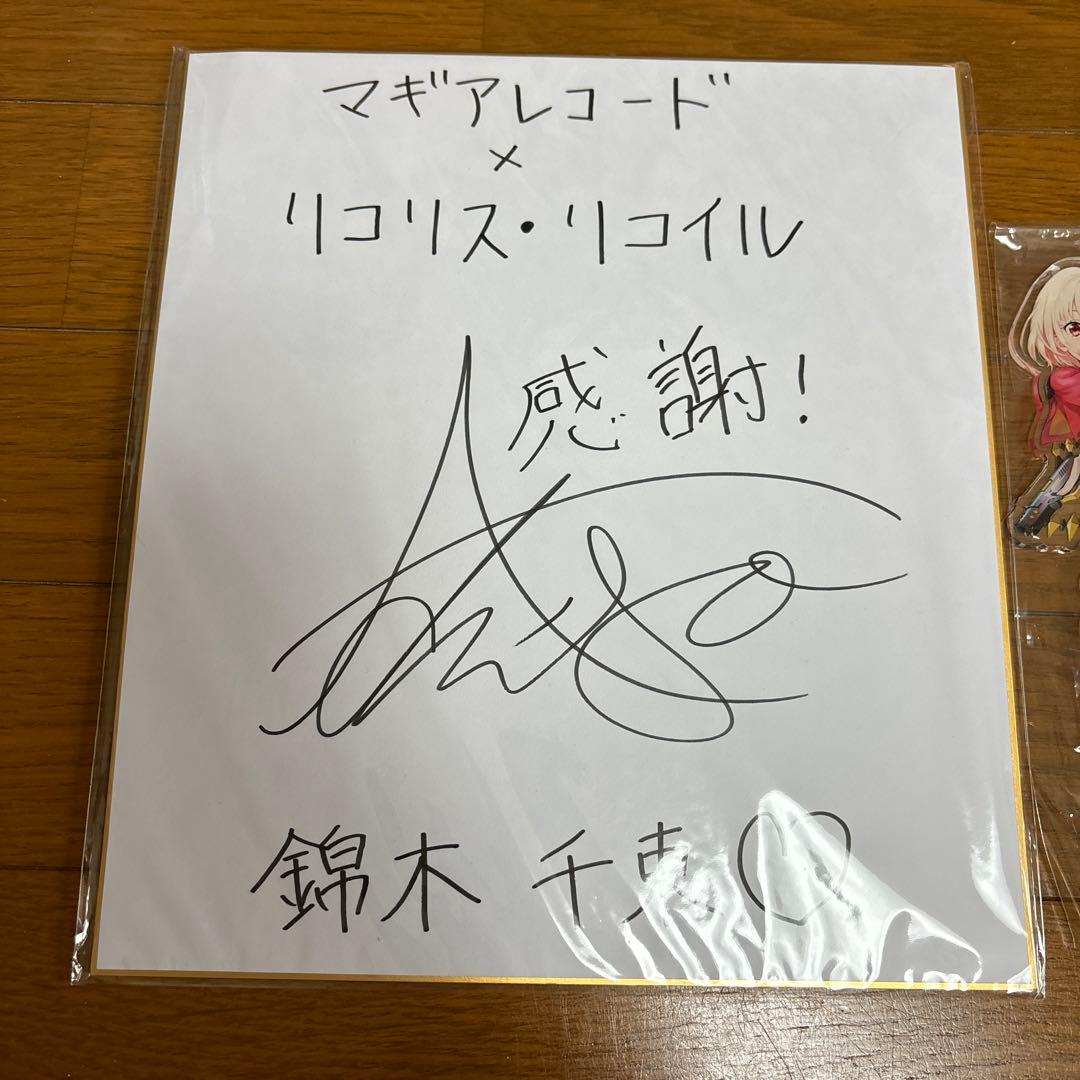 マギアレコード
×
リコリス・リコイル
感謝!
錦木 千束♡